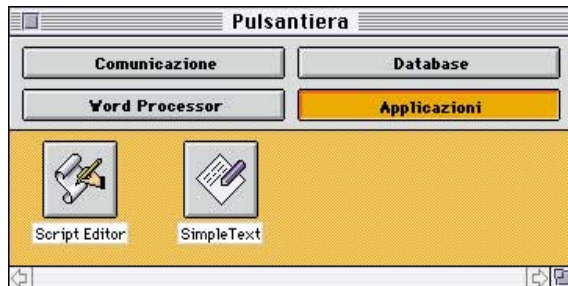 Pulsantiera
Comunicazione Database
Word Processor Applicazioni
Script Editor SimpleText